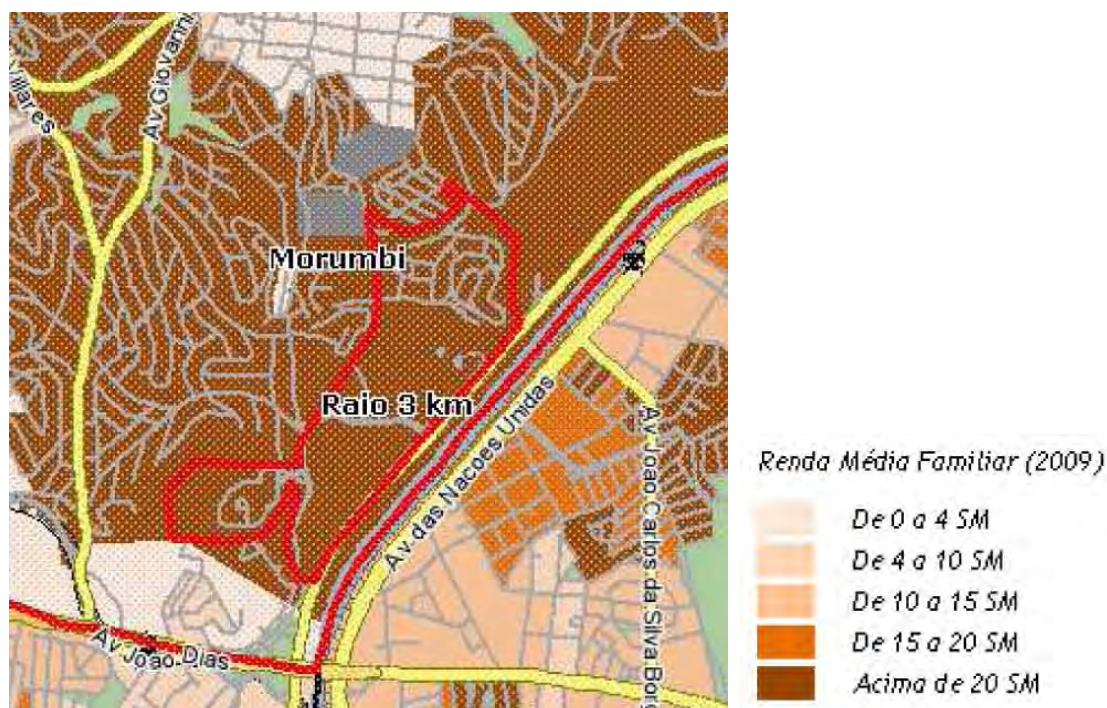 Villares
Av Giovanni
Morumbi
Raio 3 km
Av das Nacoes Unidas
Av Joao Carlos da Silva Borg
Av Joao Dias
Renda Média Familiar (2009)
De 0 a 4 SM
De 4 a 10 SM
De 10 a 15 SM
De 15 a 20 SM
Acima de 20 SM